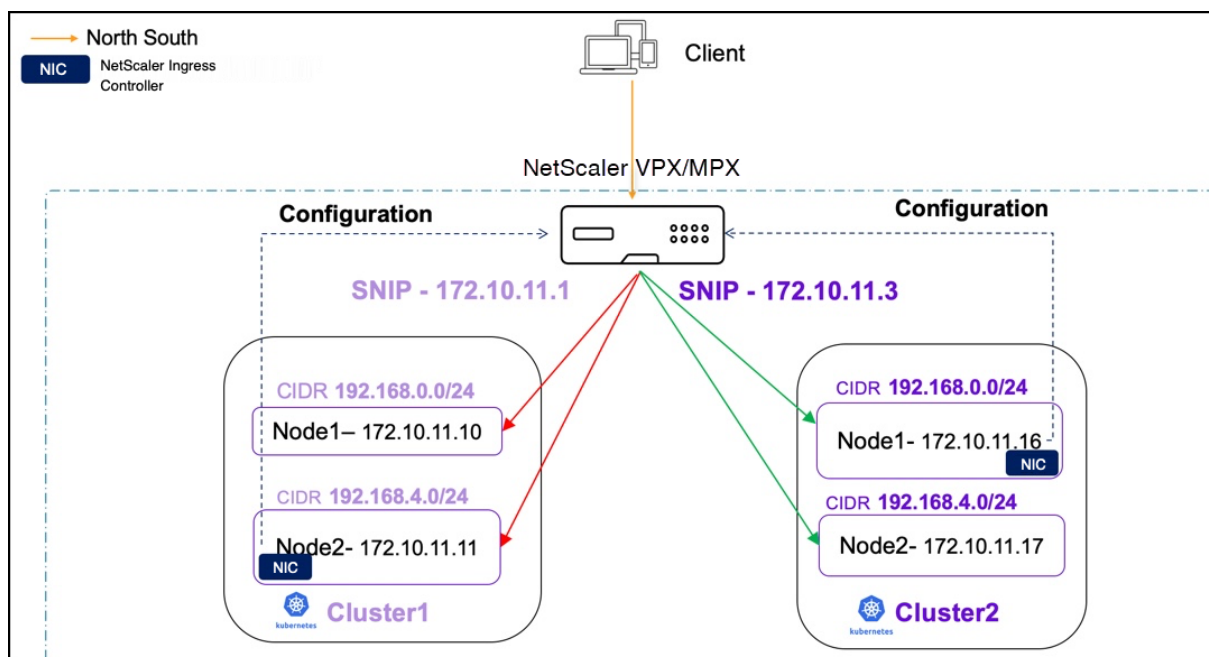 North South
NIC
NetScaler Ingress
Controller
Client
NetScaler VPX/MPX
Configuration
Configuration
SNIP - 172.10.11.1
SNIP - 172.10.11.3
CIDR 192.168.0.0/24
Node1– 172.10.11.10
CIDR 192.168.4.0/24
Node2- 172.10.11.11
NIC
kubernetes
Cluster1
CIDR 192.168.0.0/24
Node1- 172.10.11.16
NIC
CIDR 192.168.4.0/24
Node2- 172.10.11.17
kubernetes
Cluster2